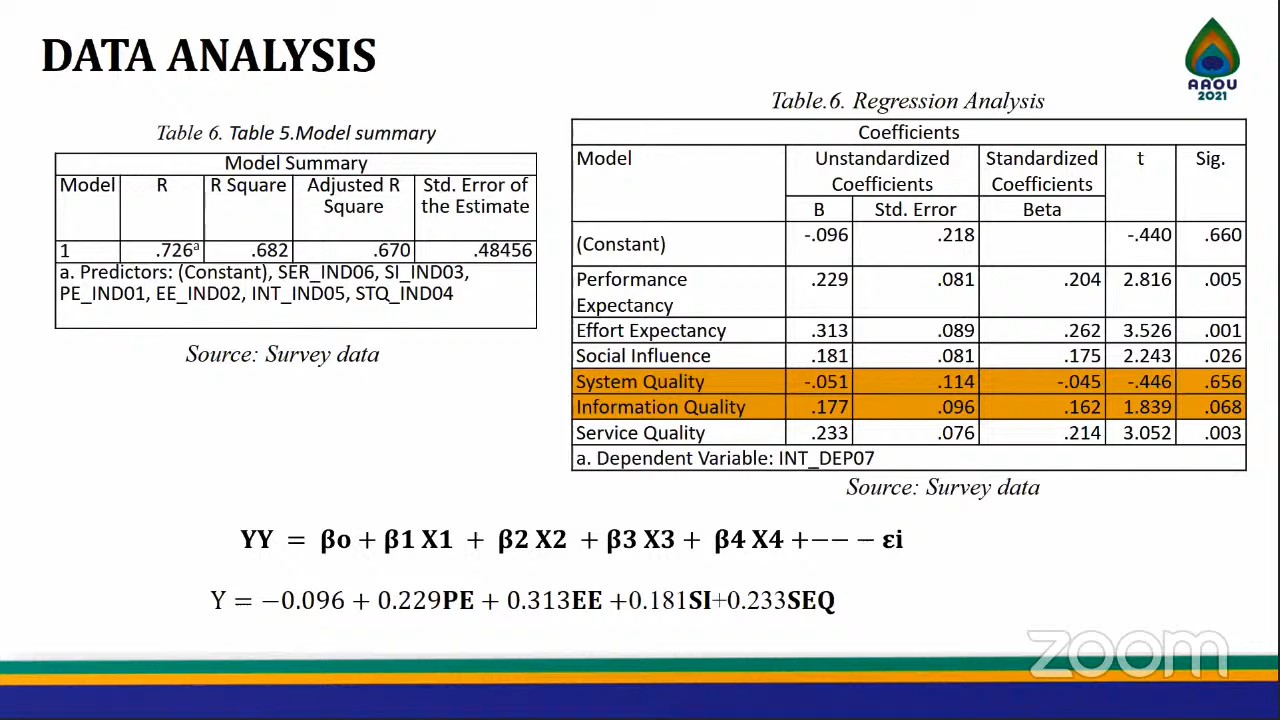 DATA ANALYSIS
AAOU
2021
Table 6. Table 5.Model summary
Model Summary
Model R R Square Adjusted R Square Std. Error of the Estimate
1 .726a .682 .670 .48456
a. Predictors: (Constant), SER_IND06, SI_IND03,
PE_IND01, EE_IND02, INT_IND05, STQ_IND04
Source: Survey data
Table.6. Regression Analysis
Coefficients
Model Unstandardized Coefficients Standardized Coefficients t Sig.
B Std. Error Beta
(Constant) -.096 .218 -.440 .660
Performance Expectancy .229 .081 .204 2.816 .005
Effort Expectancy .313 .089 .262 3.526 .001
Social Influence .181 .081 .175 2.243 .026
System Quality -.051 .114 -.045 -.446 .656
Information Quality .177 .096 .162 1.839 .068
Service Quality .233 .076 .214 3.052 .003
a. Dependent Variable: INT_DEP07
Source: Survey data
YY = βo + β1 X1 + β2 X2 + β3 X3 + β4 X4 +−− − εi
Y = −0.096 + 0.229PE + 0.313EE +0.181SI+0.233SEQ
zoom